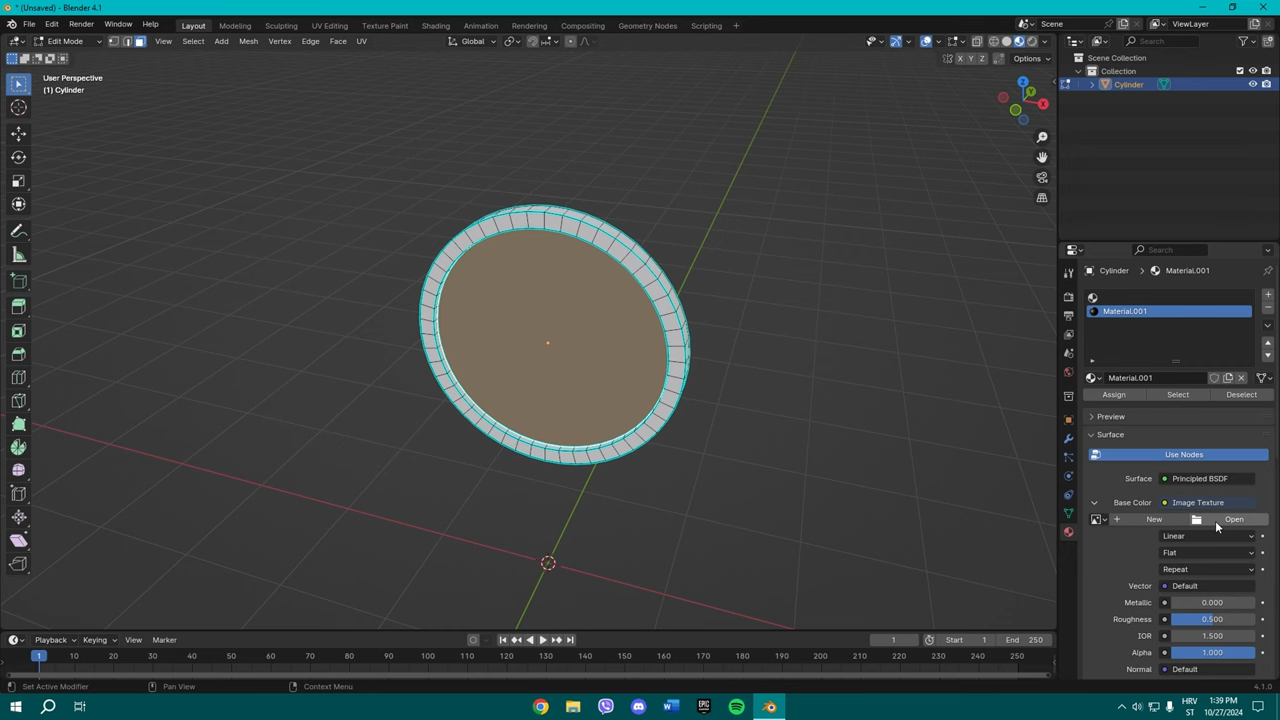 * (Unsaved) - Blender 4.1
File Edit Render Window Help Layout Modeling Sculpting UV Editing Texture Paint Shading Animation Rendering Compositing Geometry Nodes Scripting + Scene ViewLayer
Edit Mode View Select Add Mesh Vertex Edge Face UV Global Search
X Y Z Options
User Perspective
(1) Cylinder
Scene Collection
Collection
Cylinder
Z
Y
X
Search
Cylinder > Material.001
Material.001
Material.001
Assign Select Deselect
Preview
Surface
Use Nodes
Surface Principled BSDF
Base Color Image Texture
+ New Open
Linear
Flat
Repeat
Vector Default
Metallic 0.000
Roughness 0.500
IOR 1.500
Alpha 1.000
Normal Default
Playback Keying View Marker 1 Start 1 End 250
1 10 20 30 40 50 60 70 80 90 100 110 120 130 140 150 160 170 180 190 200 210 220 230 240 250
Set Active Modifier Pan View Context Menu 4.1.0
HRV 1:39 PM
ST 10/27/2024
EPIC